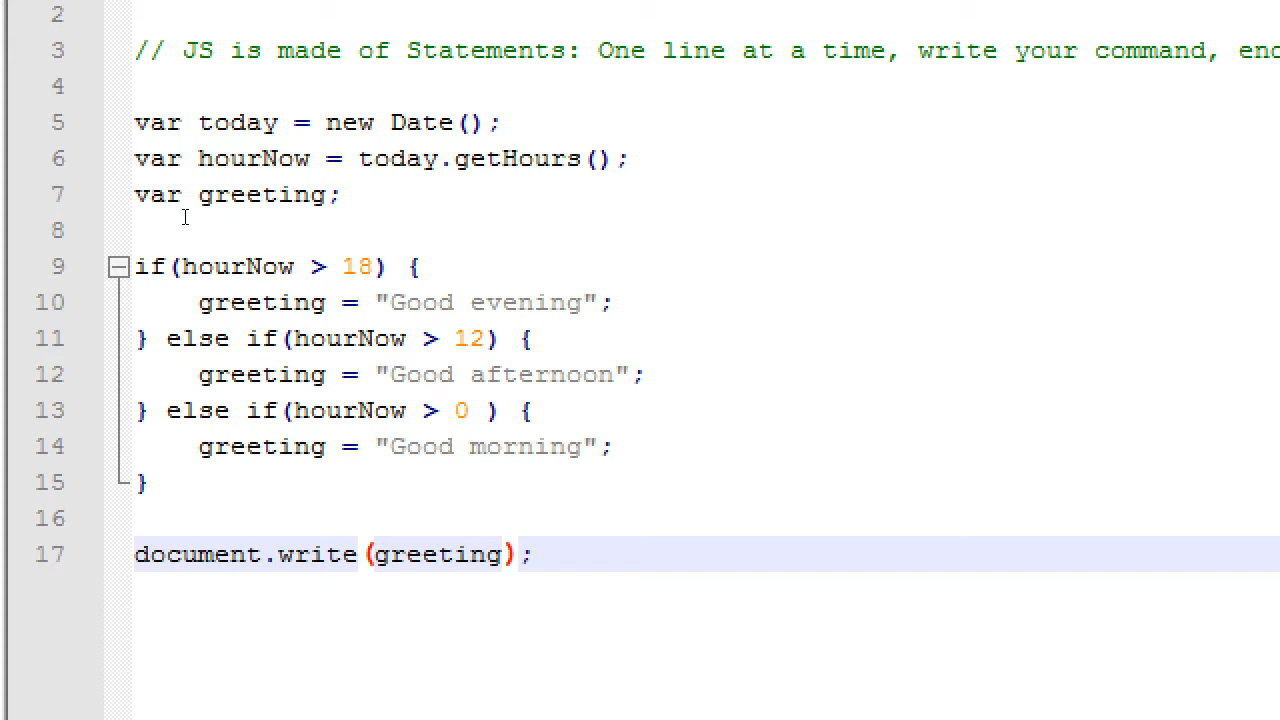 2
3 // JS is made of Statements: One line at a time, write your command,
4
5 var today = new Date();
6 var hourNow = today.getHours();
7 var greeting;
8
9 if(hourNow > 18) {
10 greeting = "Good evening";
11 } else if(hourNow > 12) {
12 greeting = "Good afternoon";
13 } else if(hourNow > 0 ) {
14 greeting = "Good morning";
15 }
16
17 document.write(greeting);